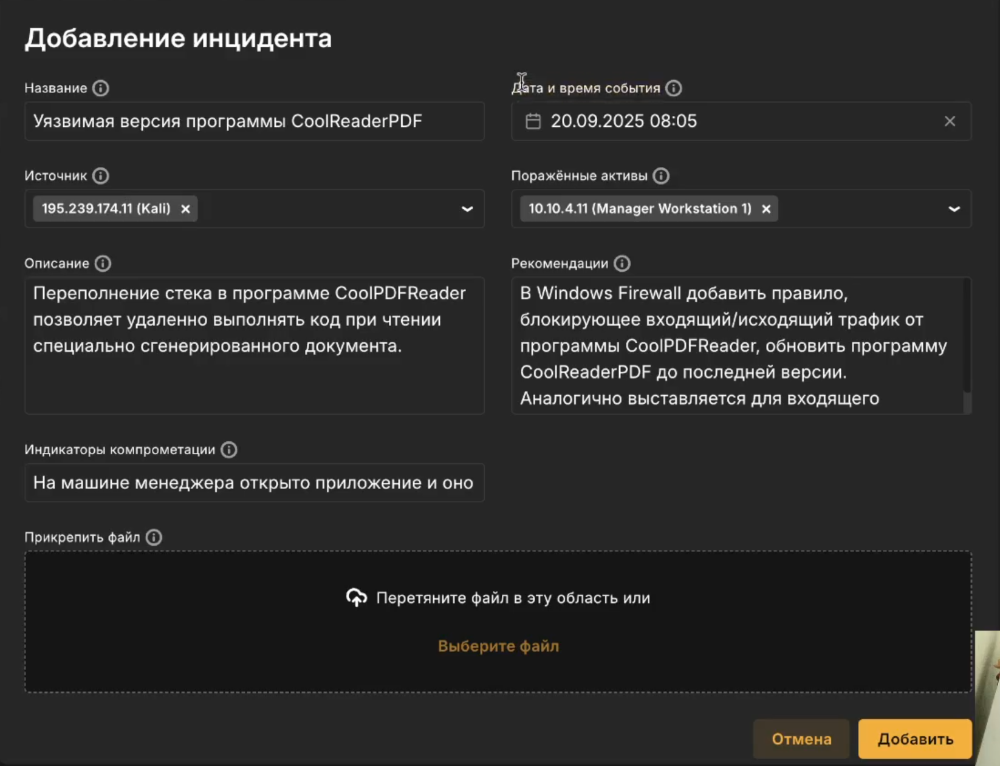 Добавление инцидента
Название
Дата и время события
Уязвимая версия программы CoolReaderPDF
20.09.2025 08:05
Источник
Поражённые активы
195.239.174.11 (Kali)
10.10.4.11 (Manager Workstation 1)
Описание
Рекомендации
Переполнение стека в программе CoolPDFReader
позволяет удаленно выполнять код при чтении
специально сгенерированного документа.
В Windows Firewall добавить правило,
блокирующее входящий/исходящий трафик от
программы CoolPDFReader, обновить программу
CoolReaderPDF до последней версии.
Аналогично выставляется для входящего
Индикаторы компрометации
На машине менеджера открыто приложение и оно
Прикрепить файл
Перетяните файл в эту область или
Выберите файл
Отмена
Добавить